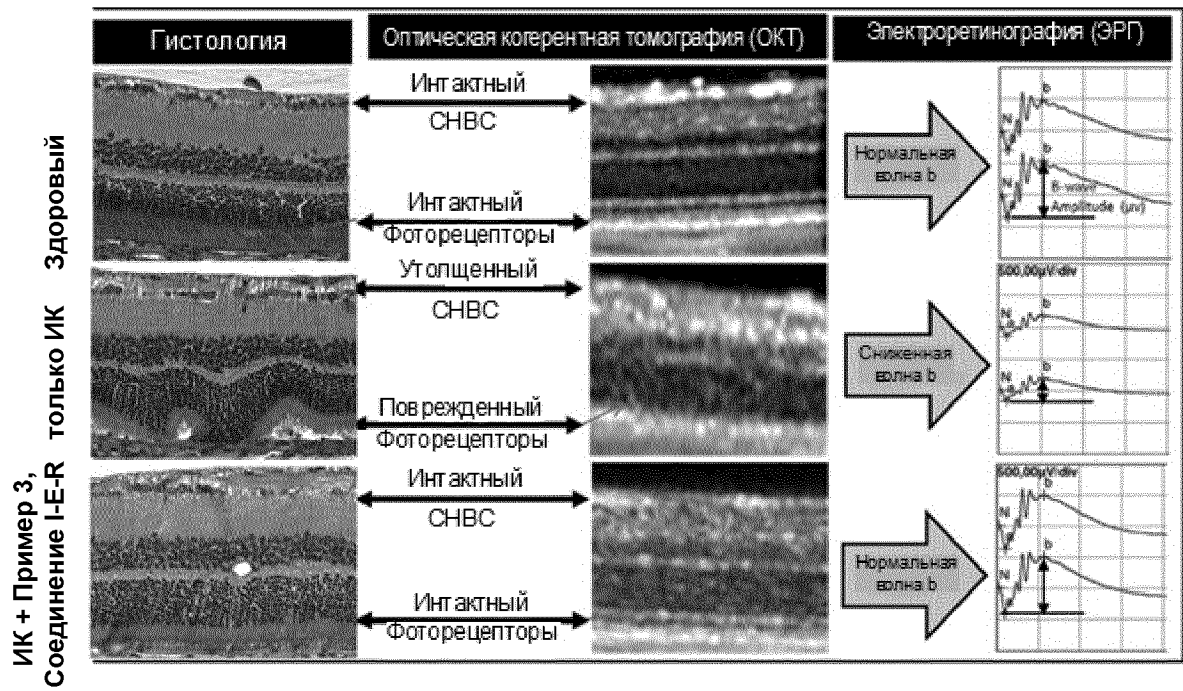 Гистология
Оптическая когерентная томография (ОКТ)
Электроретинография (ЭРГ)
Здоровый
Интактный
СНВС
Интактный
Фоторецепторы
Нормальная
волна b
b
b
B-wave
Amplitude (uv)
только ИК
Утолщенный
СНВС
Поврежденный
Фоторецепторы
Сниженная
волна b
500,00µV/div
b
b
ИК + Пример 3,
Соединение I-E-R
Интактный
СНВС
Интактный
Фоторецепторы
Нормальная
волна b
500,00µV/div
b
b